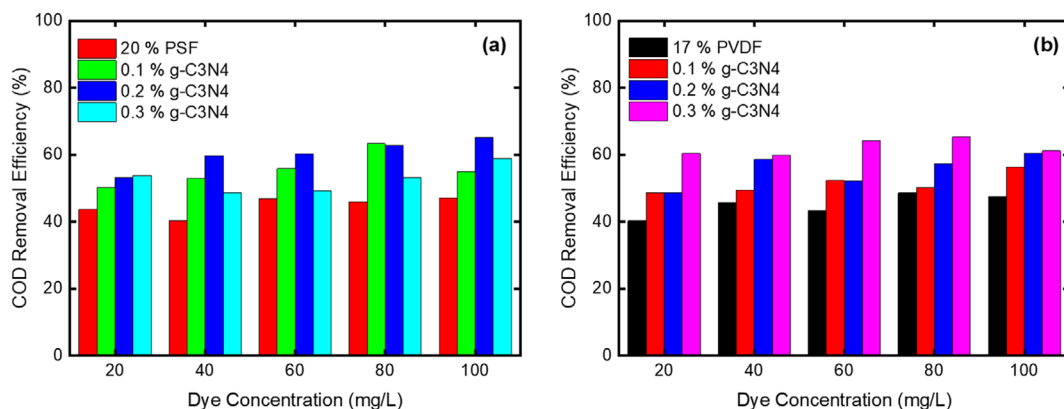 (a)
20 % PSF
0.1 % g-C3N4
0.2 % g-C3N4
0.3 % g-C3N4
COD Removal Efficiency (%)
100
80
60
40
20
0
20 40 60 80 100
Dye Concentration (mg/L)
(b)
17 % PVDF
0.1 % g-C3N4
0.2 % g-C3N4
0.3 % g-C3N4
COD Removal Efficiency (%)
100
80
60
40
20
0
20 40 60 80 100
Dye Concentration (mg/L)